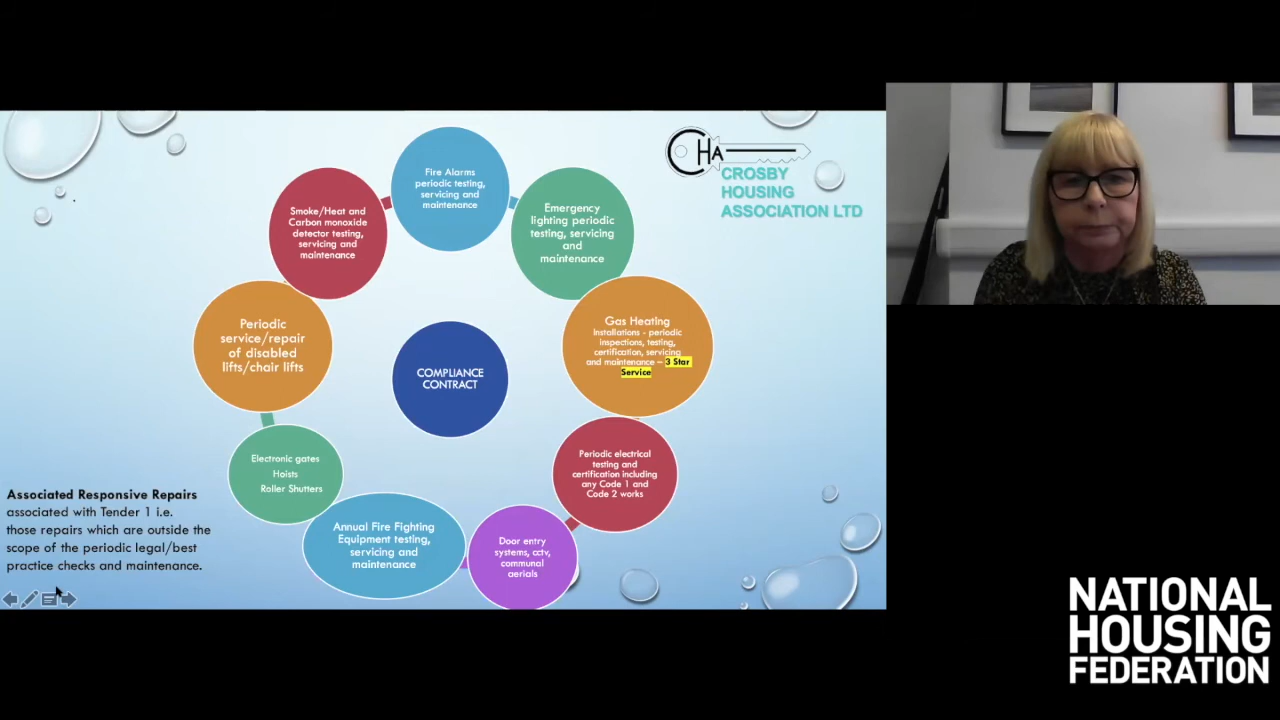 Fire Alarms
periodic testing,
servicing and
maintenance
Smoke/Heat and
Carbon monoxide
detector testing,
servicing and
maintenance
Emergency
lighting periodic
testing, servicing
and
maintenance
CHA
CROSBY
HOUSING
ASSOCIATION LTD
Periodic
service/repair
of disabled
lifts/chair lifts
COMPLIANCE
CONTRACT
Gas Heating
Installations - periodic
inspections, testing,
certification, servicing
and maintenance – 3 Star
Service
Electronic gates
Hoists
Roller Shutters
Periodic electrical
testing and
certification including
any Code 1 and
Code 2 works
Annual Fire Fighting
Equipment testing,
servicing and
maintenance
Door entry
systems, cctv,
communal
aerials
Associated Responsive Repairs
associated with Tender 1 i.e.
those repairs which are outside the
scope of the periodic legal/best
practice checks and maintenance.
NATIONAL
HOUSING
FEDERATION